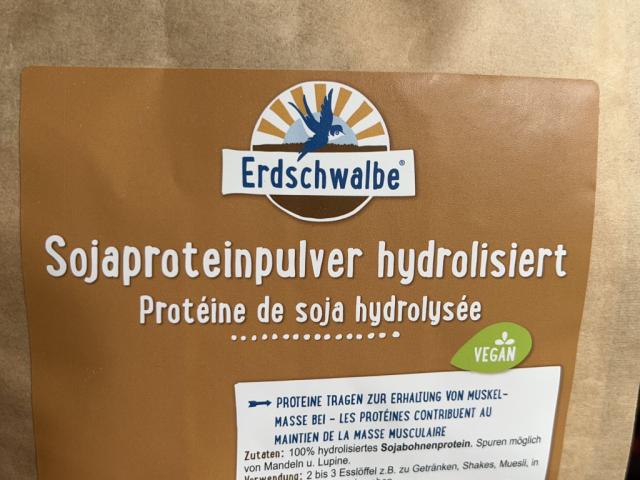 Erdschwalbe®
Sojaproteinpulver hydrolisiert
Protéine de soja hydrolysée
VEGAN
PROTEINE TRAGEN ZUR ERHALTUNG VON MUSKEL-
MASSE BEI – LES PROTÉINES CONTRIBUENT AU
MAINTIEN DE LA MASSE MUSCULAIRE
Zutaten: 100% hydrolisiertes Sojabohnenprotein. Spuren möglich
von Mandeln u. Lupine.
Verwendung: 2 bis 3 Esslöffel z.B. zu Getränken, Shakes, Muesli, in